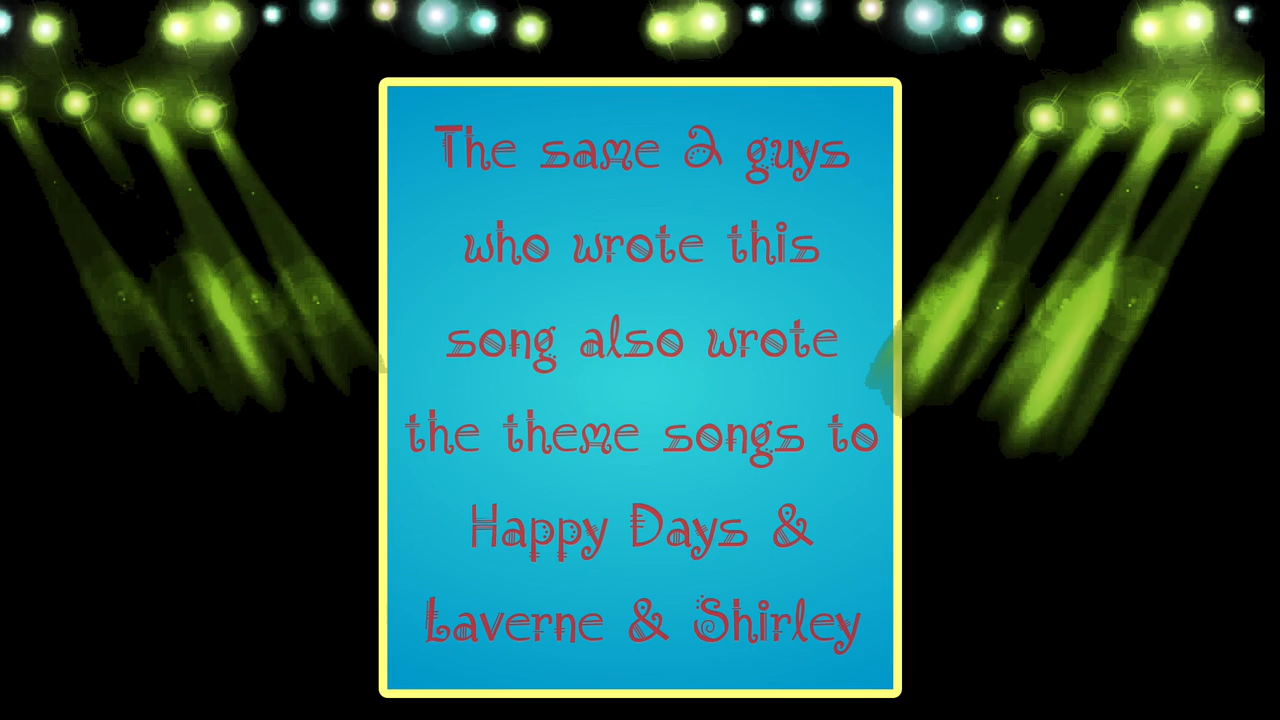 The same 2 guys
who wrote this
song also wrote
the theme songs to
Happy Days &
Laverne & Shirley